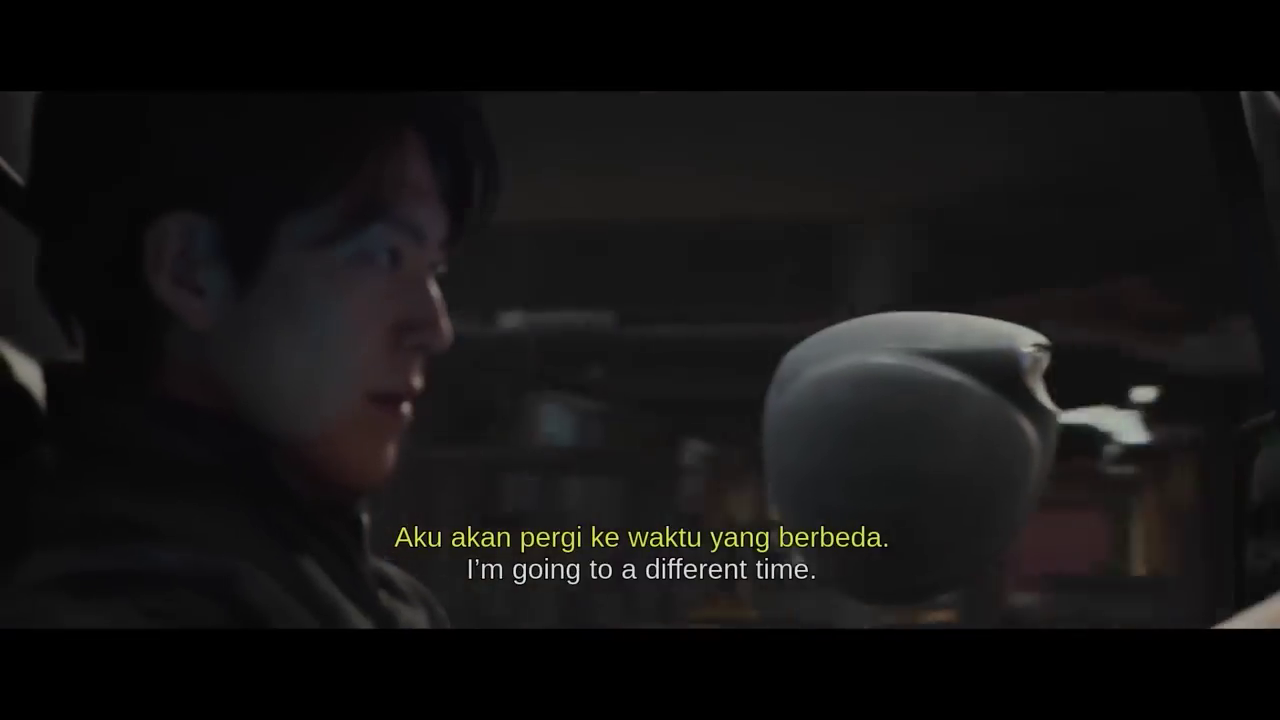 Aku akan pergi ke waktu yang berbeda.
I’m going to a different time.